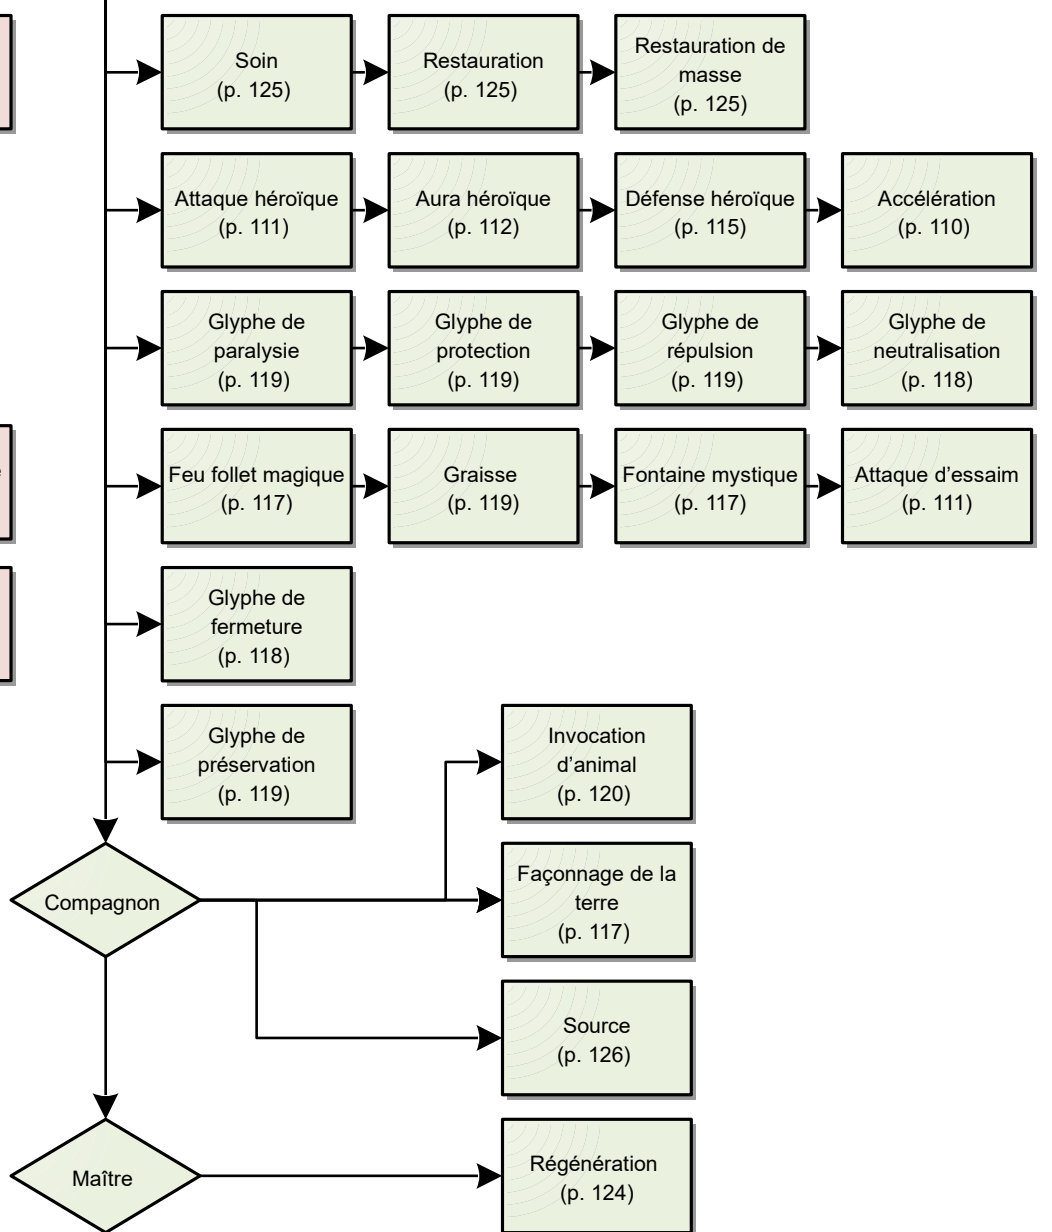 Soin
(p. 125)
Restauration
(p. 125)
Restauration de
masse
(p. 125)
Attaque héroïque
(p. 111)
Aura héroïque
(p. 112)
Défense héroïque
(p. 115)
Accélération
(p. 110)
Glyphe de
paralysie
(p. 119)
Glyphe de
protection
(p. 119)
Glyphe de
répulsion
(p. 119)
Glyphe de
neutralisation
(p. 118)
Feu follet magique
(p. 117)
Graisse
(p. 119)
Fontaine mystique
(p. 117)
Attaque d’essaim
(p. 111)
Glyphe de
fermeture
(p. 118)
Glyphe de
préservation
(p. 119)
Invocation
d’animal
(p. 120)
Compagnon
Façonnage de la
terre
(p. 117)
Source
(p. 126)
Maître
Régénération
(p. 124)